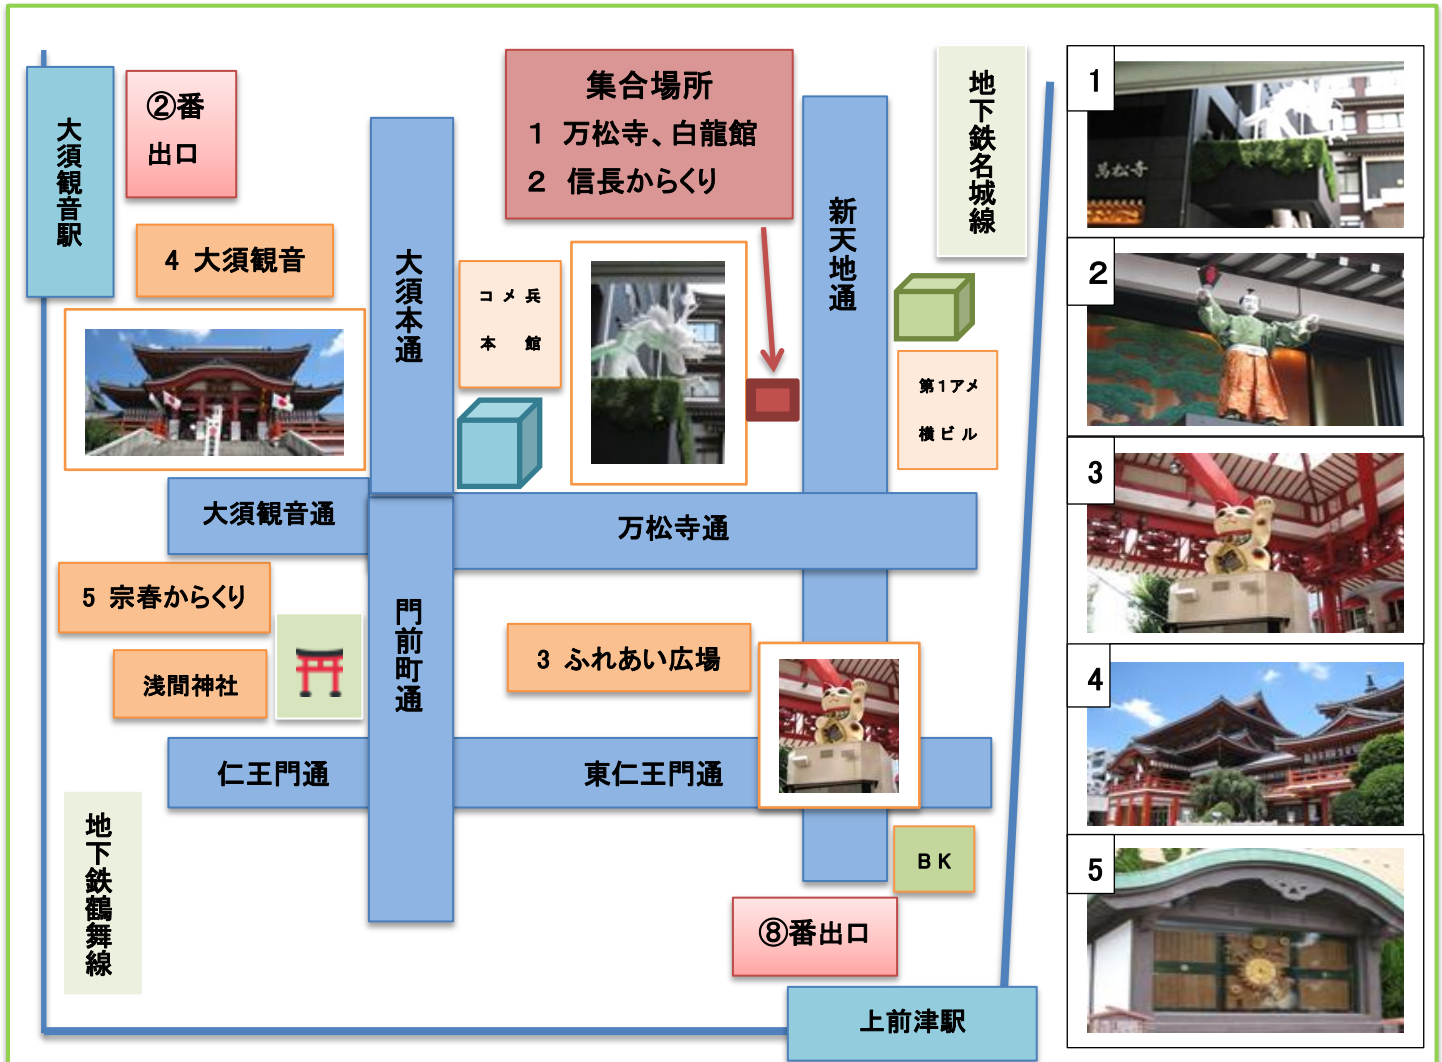 大須観音駅
②番
出口
4 大須観音
大須本通
コメ兵
本 館
集合場所
1 万松寺、白龍館
2 信長からくり
新天地通
地下鉄名城線
第1アメ
横ビル
大須観音通
万松寺通
5 宗春からくり
浅間神社
門前町通
3 ふれあい広場
仁王門通
東仁王門通
地下鉄鶴舞線
BK
⑧番出口
上前津駅
1
萬松寺
2
3
4
5